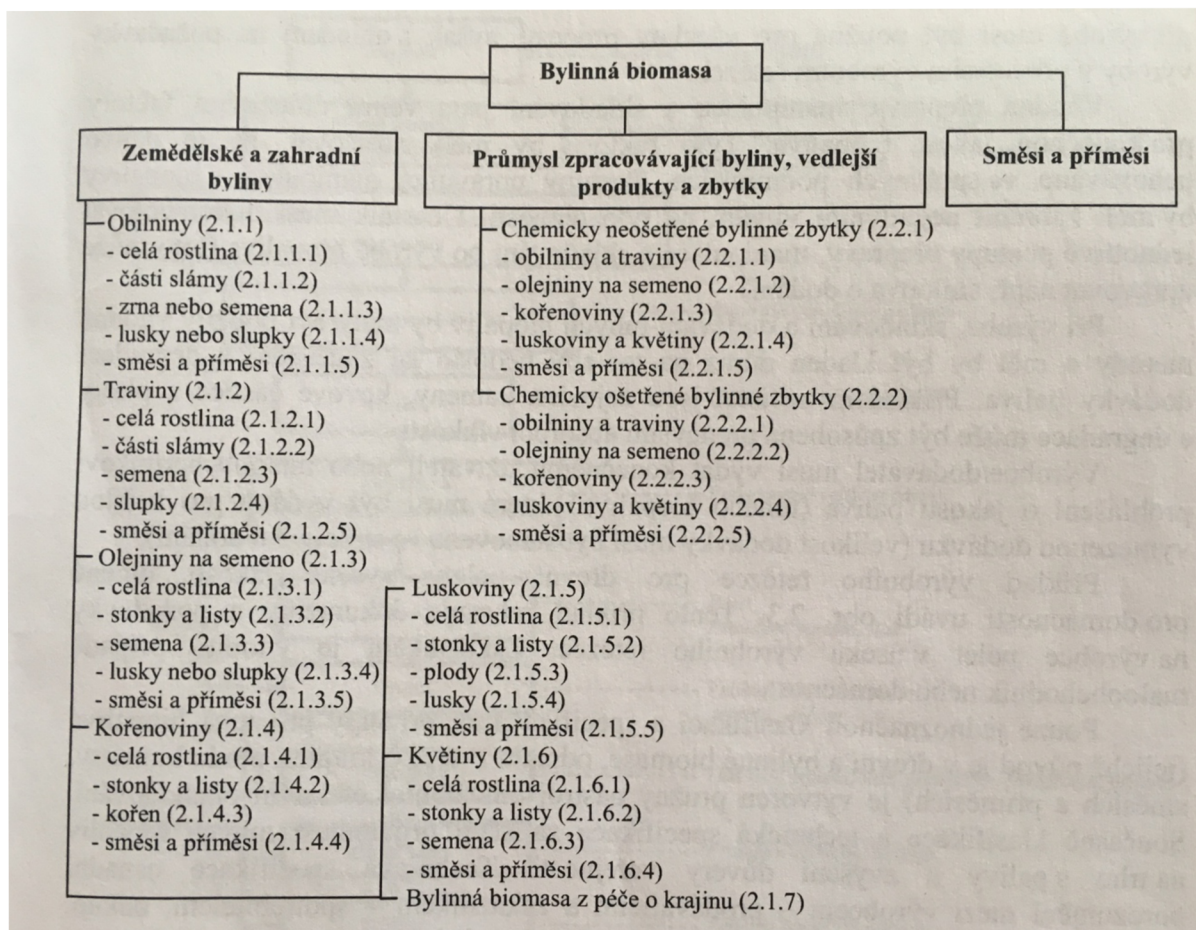 Bylinná biomasa
Zemědělské a zahradní
byliny
Obilniny (2.1.1)
- celá rostlina (2.1.1.1)
- části slámy (2.1.1.2)
- zrna nebo semena (2.1.1.3)
- lusky nebo slupky (2.1.1.4)
- směsi a příměsi (2.1.1.5)
Traviny (2.1.2)
- celá rostlina (2.1.2.1)
- části slámy (2.1.2.2)
- semena (2.1.2.3)
- slupky (2.1.2.4)
- směsi a příměsi (2.1.2.5)
Olejniny na semeno (2.1.3)
- celá rostlina (2.1.3.1)
- stonky a listy (2.1.3.2)
- semena (2.1.3.3)
- lusky nebo slupky (2.1.3.4)
- směsi a příměsi (2.1.3.5)
Kořenoviny (2.1.4)
- celá rostlina (2.1.4.1)
- stonky a listy (2.1.4.2)
- kořen (2.1.4.3)
- směsi a příměsi (2.1.4.4)
Luskoviny (2.1.5)
- celá rostlina (2.1.5.1)
- stonky a listy (2.1.5.2)
- plody (2.1.5.3)
- lusky (2.1.5.4)
- směsi a příměsi (2.1.5.5)
Květiny (2.1.6)
- celá rostlina (2.1.6.1)
- stonky a listy (2.1.6.2)
- semena (2.1.6.3)
- směsi a příměsi (2.1.6.4)
Bylinná biomasa z péče o krajinu (2.1.7)
Průmysl zpracovávající byliny, vedlejší
produkty a zbytky
Chemicky neošetřené bylinné zbytky (2.2.1)
- obilniny a traviny (2.2.1.1)
- olejniny na semeno (2.2.1.2)
- kořenoviny (2.2.1.3)
- luskoviny a květiny (2.2.1.4)
- směsi a příměsi (2.2.1.5)
Chemicky ošetřené bylinné zbytky (2.2.2)
- obilniny a traviny (2.2.2.1)
- olejniny na semeno (2.2.2.2)
- kořenoviny (2.2.2.3)
- luskoviny a květiny (2.2.2.4)
- směsi a příměsi (2.2.2.5)
Směsi a příměsi